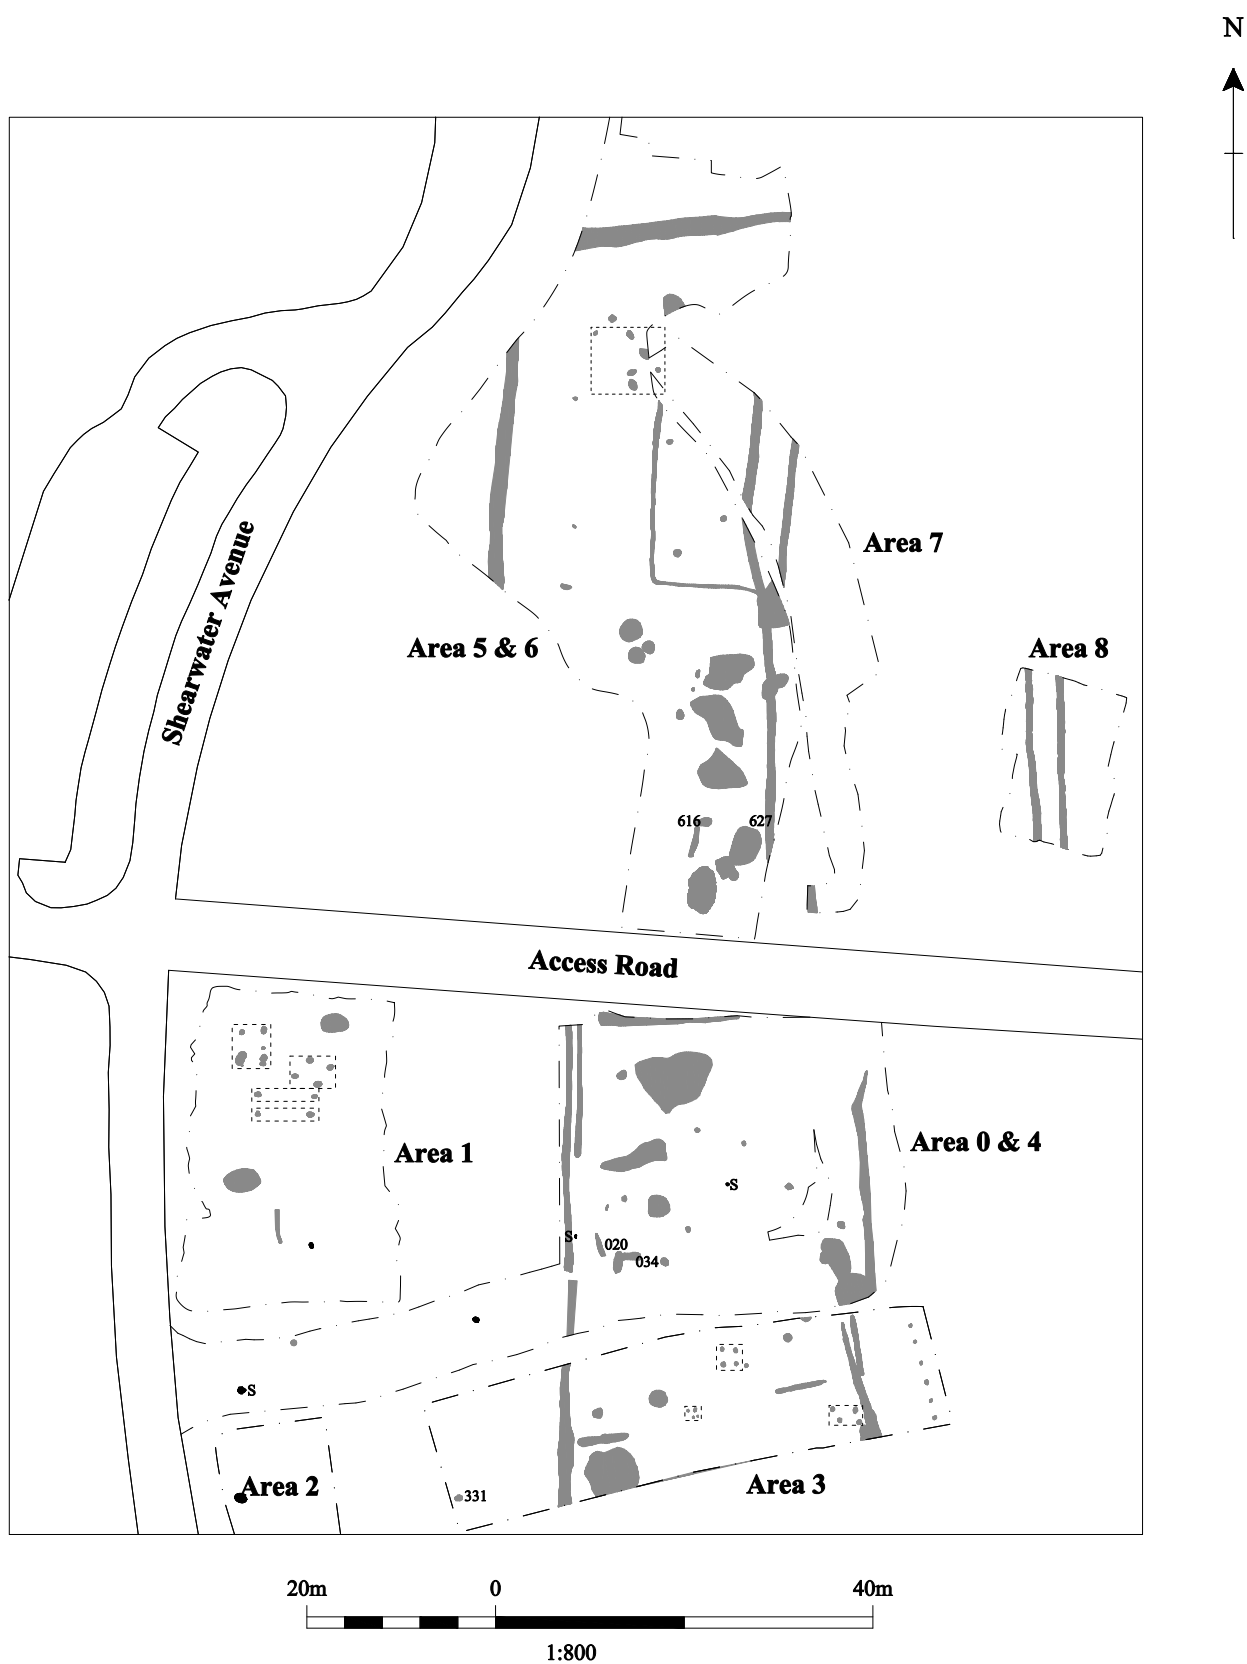 N
Area 7
Shearwater Avenue
Area 5 & 6
Area 8
616
627
Access Road
Area 1
Area 0 & 4
S
S
020
034
S
Area 2
331
Area 3
20m 0 40m
1:800